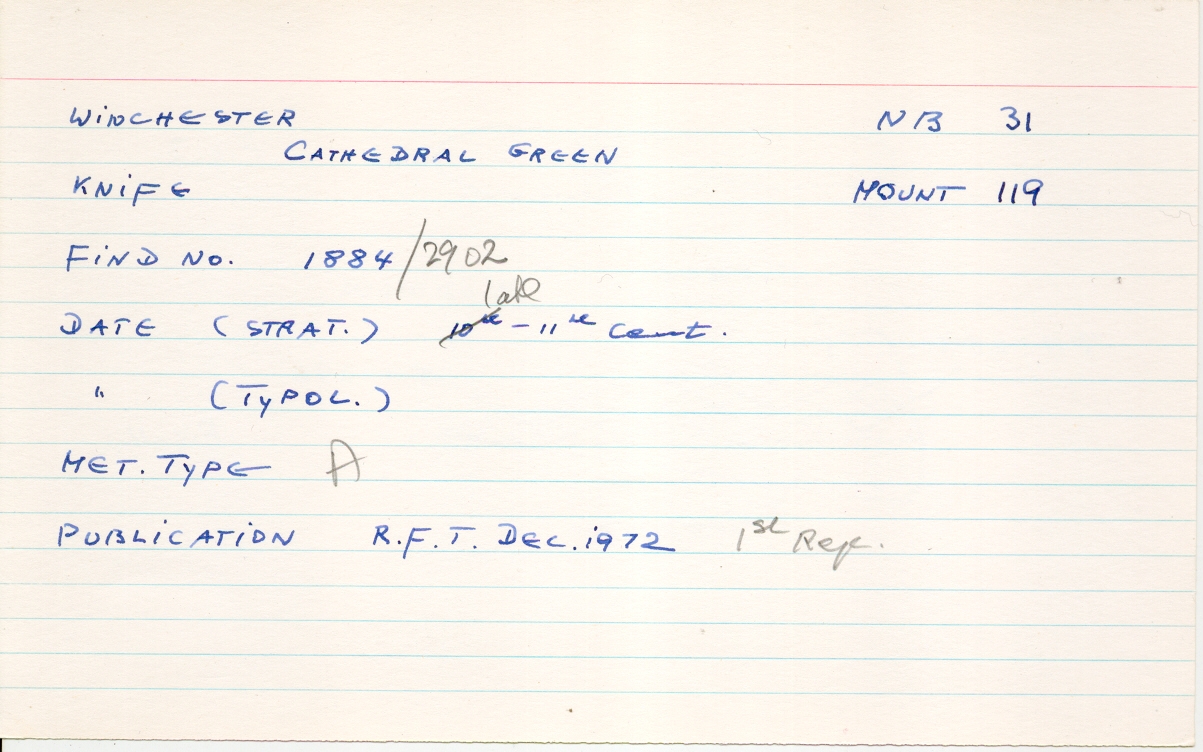 WINCHESTER NB 31
CATHEDRAL GREEN
KNIFE MOUNT 119
FIND NO. 1884/2902
late
DATE (STRAT.) 10th - 11th Cent.
" (TYPOL.)
MET. TYPE A
PUBLICATION R.F.T. DEC. 1972 1st Rep.